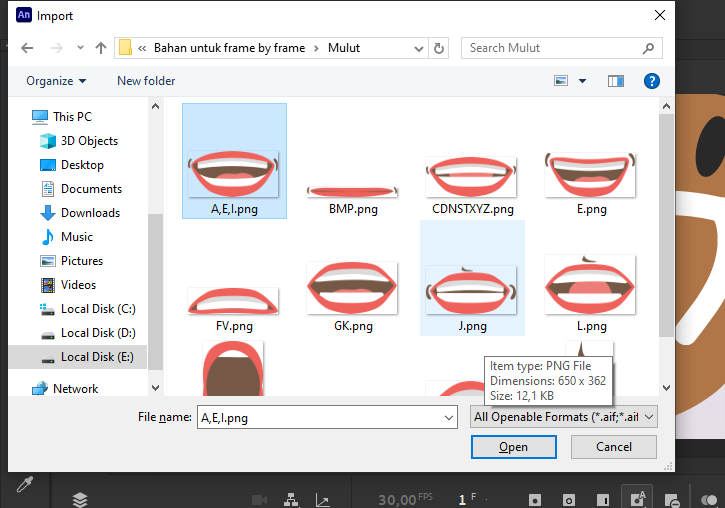 An Import
« Bahan untuk frame by frame > Mulut
Search Mulut
Organize
New folder
?
This PC
3D Objects
Desktop
Documents
Downloads
Music
Pictures
Videos
Local Disk (C:)
Local Disk (D:)
Local Disk (E:)
Network
A,E,I.png
BMP.png
CDNSTXYZ.png
E.png
FV.png
GK.png
J.png
L.png
Item type: PNG File
Dimensions: 650 x 362
Size: 12,1 KB
File name:
A,E,I.png
All Openable Formats (*.aif;*.aif
Open
Cancel
30,00 FPS
1 F
A